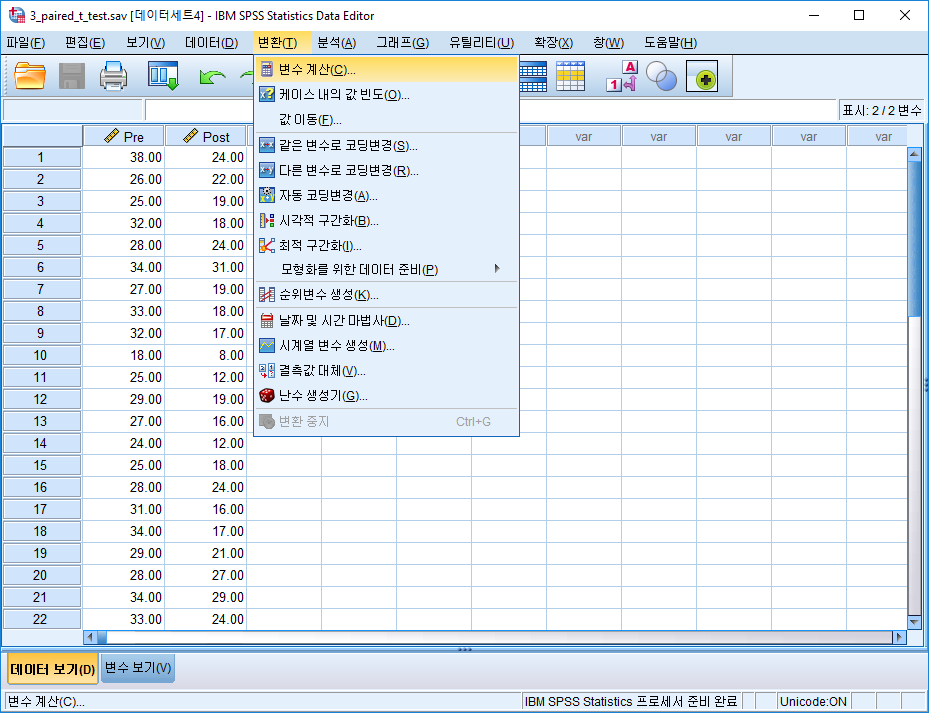 3_paired_t_test.sav [데이터세트4] - IBM SPSS Statistics Data Editor
파일(F) 편집(E) 보기(V) 데이터(D) 변환(T) 분석(A) 그래프(G) 유틸리티(U) 확장(X) 창(W) 도움말(H)
변수 계산(C)...
케이스 내의 값 빈도(O)...
값 이동(F)...
같은 변수로 코딩변경(S)...
다른 변수로 코딩변경(R)...
자동 코딩변경(A)...
시각적 구간화(B)...
최적 구간화(I)...
모형화를 위한 데이터 준비(P)
순위변수 생성(K)...
날짜 및 시간 마법사(D)...
시계열 변수 생성(M)...
결측값 대체(V)...
난수 생성기(G)...
변환 중지 Ctrl+G
A
1
표시: 2 / 2 변수
Pre Post var var var var var
1 38.00 24.00
2 26.00 22.00
3 25.00 19.00
4 32.00 18.00
5 28.00 24.00
6 34.00 31.00
7 27.00 19.00
8 33.00 18.00
9 32.00 17.00
10 18.00 8.00
11 25.00 12.00
12 29.00 19.00
13 27.00 16.00
14 24.00 12.00
15 25.00 18.00
16 28.00 24.00
17 31.00 16.00
18 34.00 17.00
19 29.00 21.00
20 28.00 27.00
21 34.00 29.00
22 33.00 24.00
데이터 보기(D) 변수 보기(V)
변수 계산(C)... IBM SPSS Statistics 프로세서 준비 완료 Unicode:ON